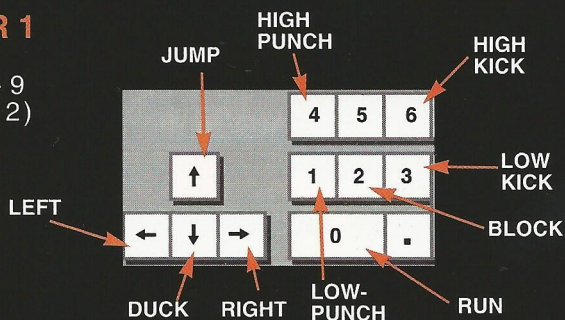 R 1
9
2)
HIGH
PUNCH
HIGH
KICK
JUMP
4 5 6
↑
1 2 3
LOW
KICK
LEFT
BLOCK
← ↓ →
0 .
DUCK
RIGHT
LOW-
PUNCH
RUN